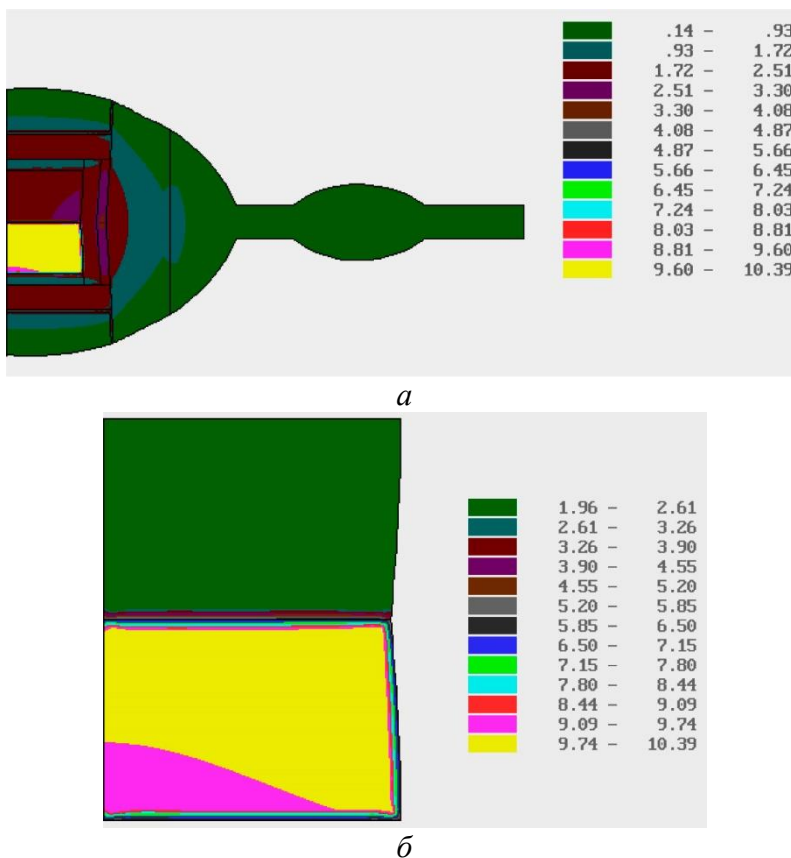 .14 – .93
.93 – 1.72
1.72 – 2.51
2.51 – 3.30
3.30 – 4.08
4.08 – 4.87
4.87 – 5.66
5.66 – 6.45
6.45 – 7.24
7.24 – 8.03
8.03 – 8.81
8.81 – 9.60
9.60 – 10.39
а
1.96 – 2.61
2.61 – 3.26
3.26 – 3.90
3.90 – 4.55
4.55 – 5.20
5.20 – 5.85
5.85 – 6.50
6.50 – 7.15
7.15 – 7.80
7.80 – 8.44
8.44 – 9.09
9.09 – 9.74
9.74 – 10.39
б